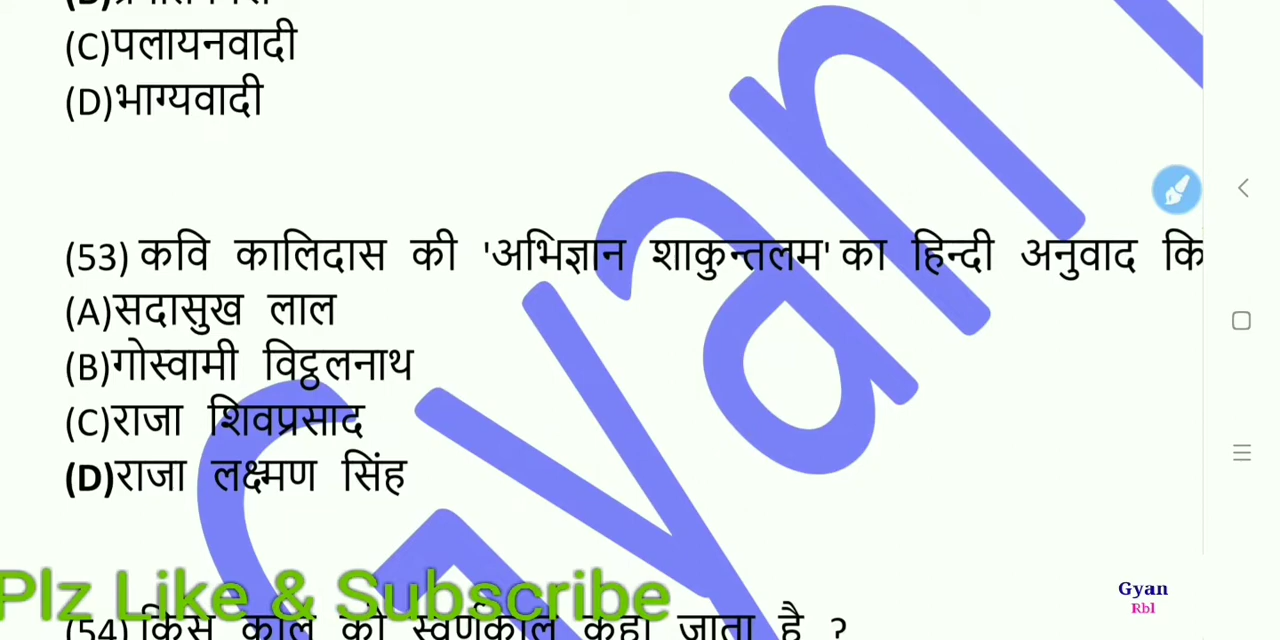 (C)पलायनवादी
(D)भाग्यवादी
(53) कवि कालिदास की 'अभिज्ञान शाकुन्तलम' का हिन्दी अनुवाद कि
(A)सदासुख लाल
(B)गोस्वामी विट्ठलनाथ
(C)राजा शिवप्रसाद
(D)राजा लक्ष्मण सिंह
Plz Like & Subscribe
(54) किस काल को स्वर्णकाल कहा जाता है ?
Gyan
Rbl
Gyan